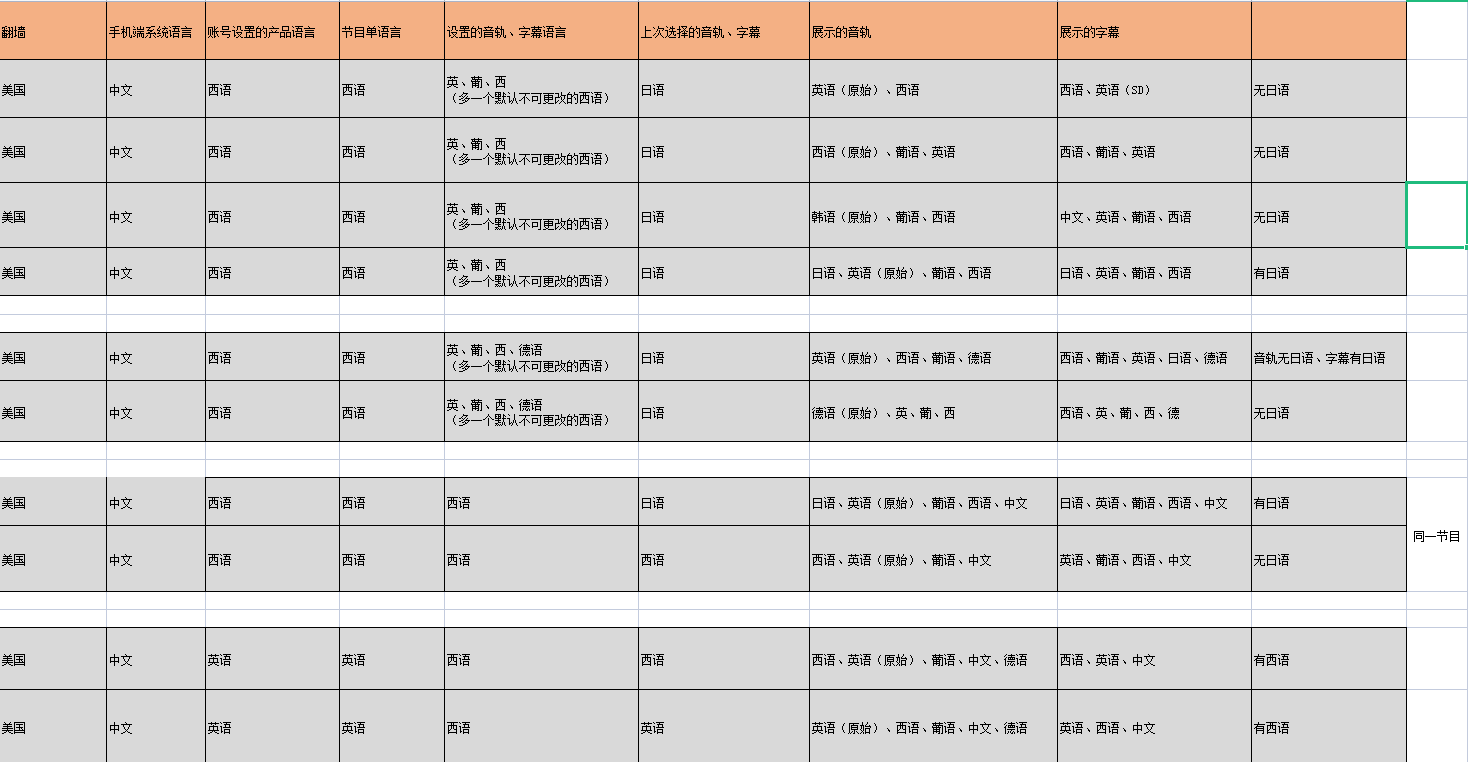 翻墙 手机端系统语言 账号设置的产品语言 节目单语言 设置的音轨、字幕语言 上次选择的音轨、字幕 展示的音轨 展示的字幕
美国 中文 西语 西语 英、葡、西
（多一个默认不可更改的西语） 日语 英语（原始）、西语 西语、英语（SD） 无日语
美国 中文 西语 西语 英、葡、西
（多一个默认不可更改的西语） 日语 西语（原始）、葡语、英语 西语、葡语、英语 无日语
美国 中文 西语 西语 英、葡、西
（多一个默认不可更改的西语） 日语 韩语（原始）、葡语、西语 中文、英语、葡语、西语 无日语
美国 中文 西语 西语 英、葡、西
（多一个默认不可更改的西语） 日语 日语、英语（原始）、葡语、西语 日语、英语、葡语、西语 有日语
美国 中文 西语 西语 英、葡、西、德语
（多一个默认不可更改的西语） 日语 英语（原始）、西语、葡语、德语 西语、葡语、英语、日语、德语 音轨无日语、字幕有日语
美国 中文 西语 西语 英、葡、西、德语
（多一个默认不可更改的西语） 日语 德语（原始）、英、葡、西 西语、英、葡、西、德 无日语
美国 中文 西语 西语 西语 日语 日语、英语（原始）、葡语、西语、中文 日语、英语、葡语、西语、中文 有日语
同一节目
美国 中文 西语 西语 西语 西语 西语、英语（原始）、葡语、中文 英语、葡语、西语、中文 无日语
美国 中文 英语 英语 西语 西语 西语、英语（原始）、葡语、中文、德语 西语、英语、中文 有西语
美国 中文 英语 英语 西语 英语 英语（原始）、西语、葡语、中文、德语 英语、西语、中文 有西语